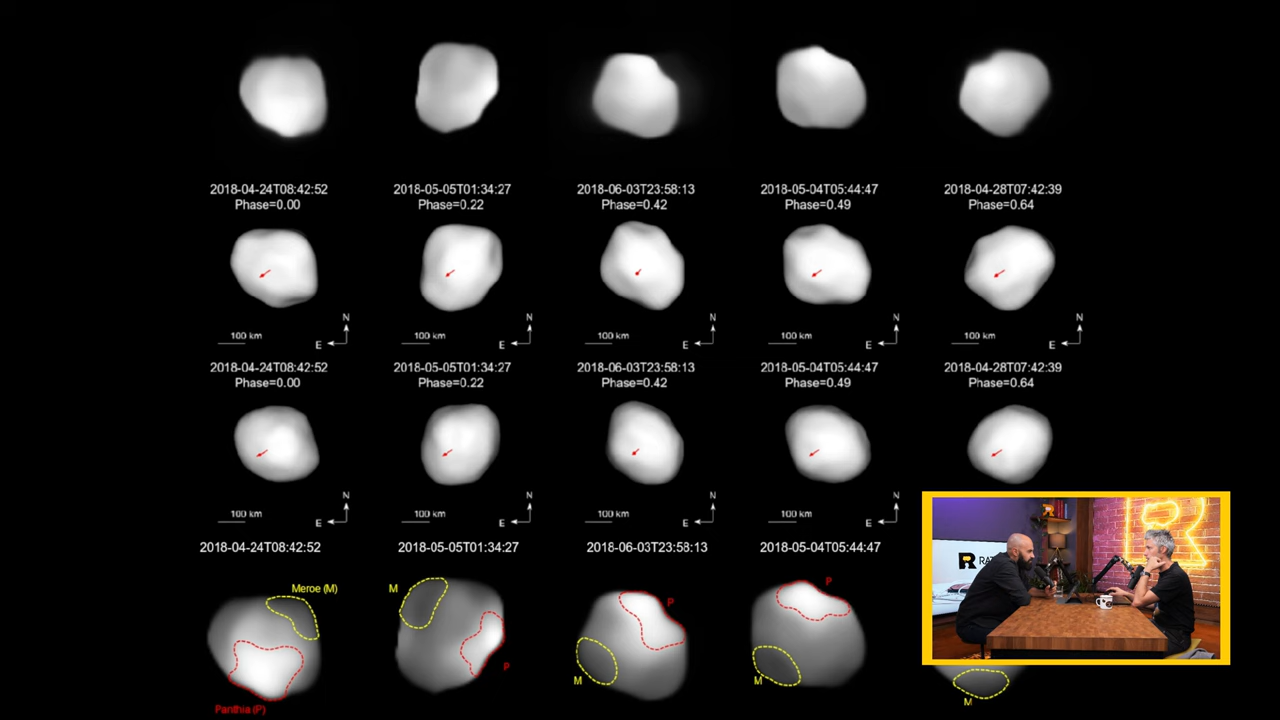 2018-04-24T08:42:52 2018-05-05T01:34:27 2018-06-03T23:58:13 2018-05-04T05:44:47 2018-04-28T07:42:39
Phase=0.00 Phase=0.22 Phase=0.42 Phase=0.49 Phase=0.64
N N N N N
100 km 100 km 100 km 100 km 100 km
E E E E E
2018-04-24T08:42:52 2018-05-05T01:34:27 2018-06-03T23:58:13 2018-05-04T05:44:47 2018-04-28T07:42:39
Phase=0.00 Phase=0.22 Phase=0.42 Phase=0.49 Phase=0.64
N N N N
100 km 100 km 100 km 100 km
E E E E
2018-04-24T08:42:52 2018-05-05T01:34:27 2018-06-03T23:58:13 2018-05-04T05:44:47
Meroe (M) M P P
P M M M
Panthia (P)